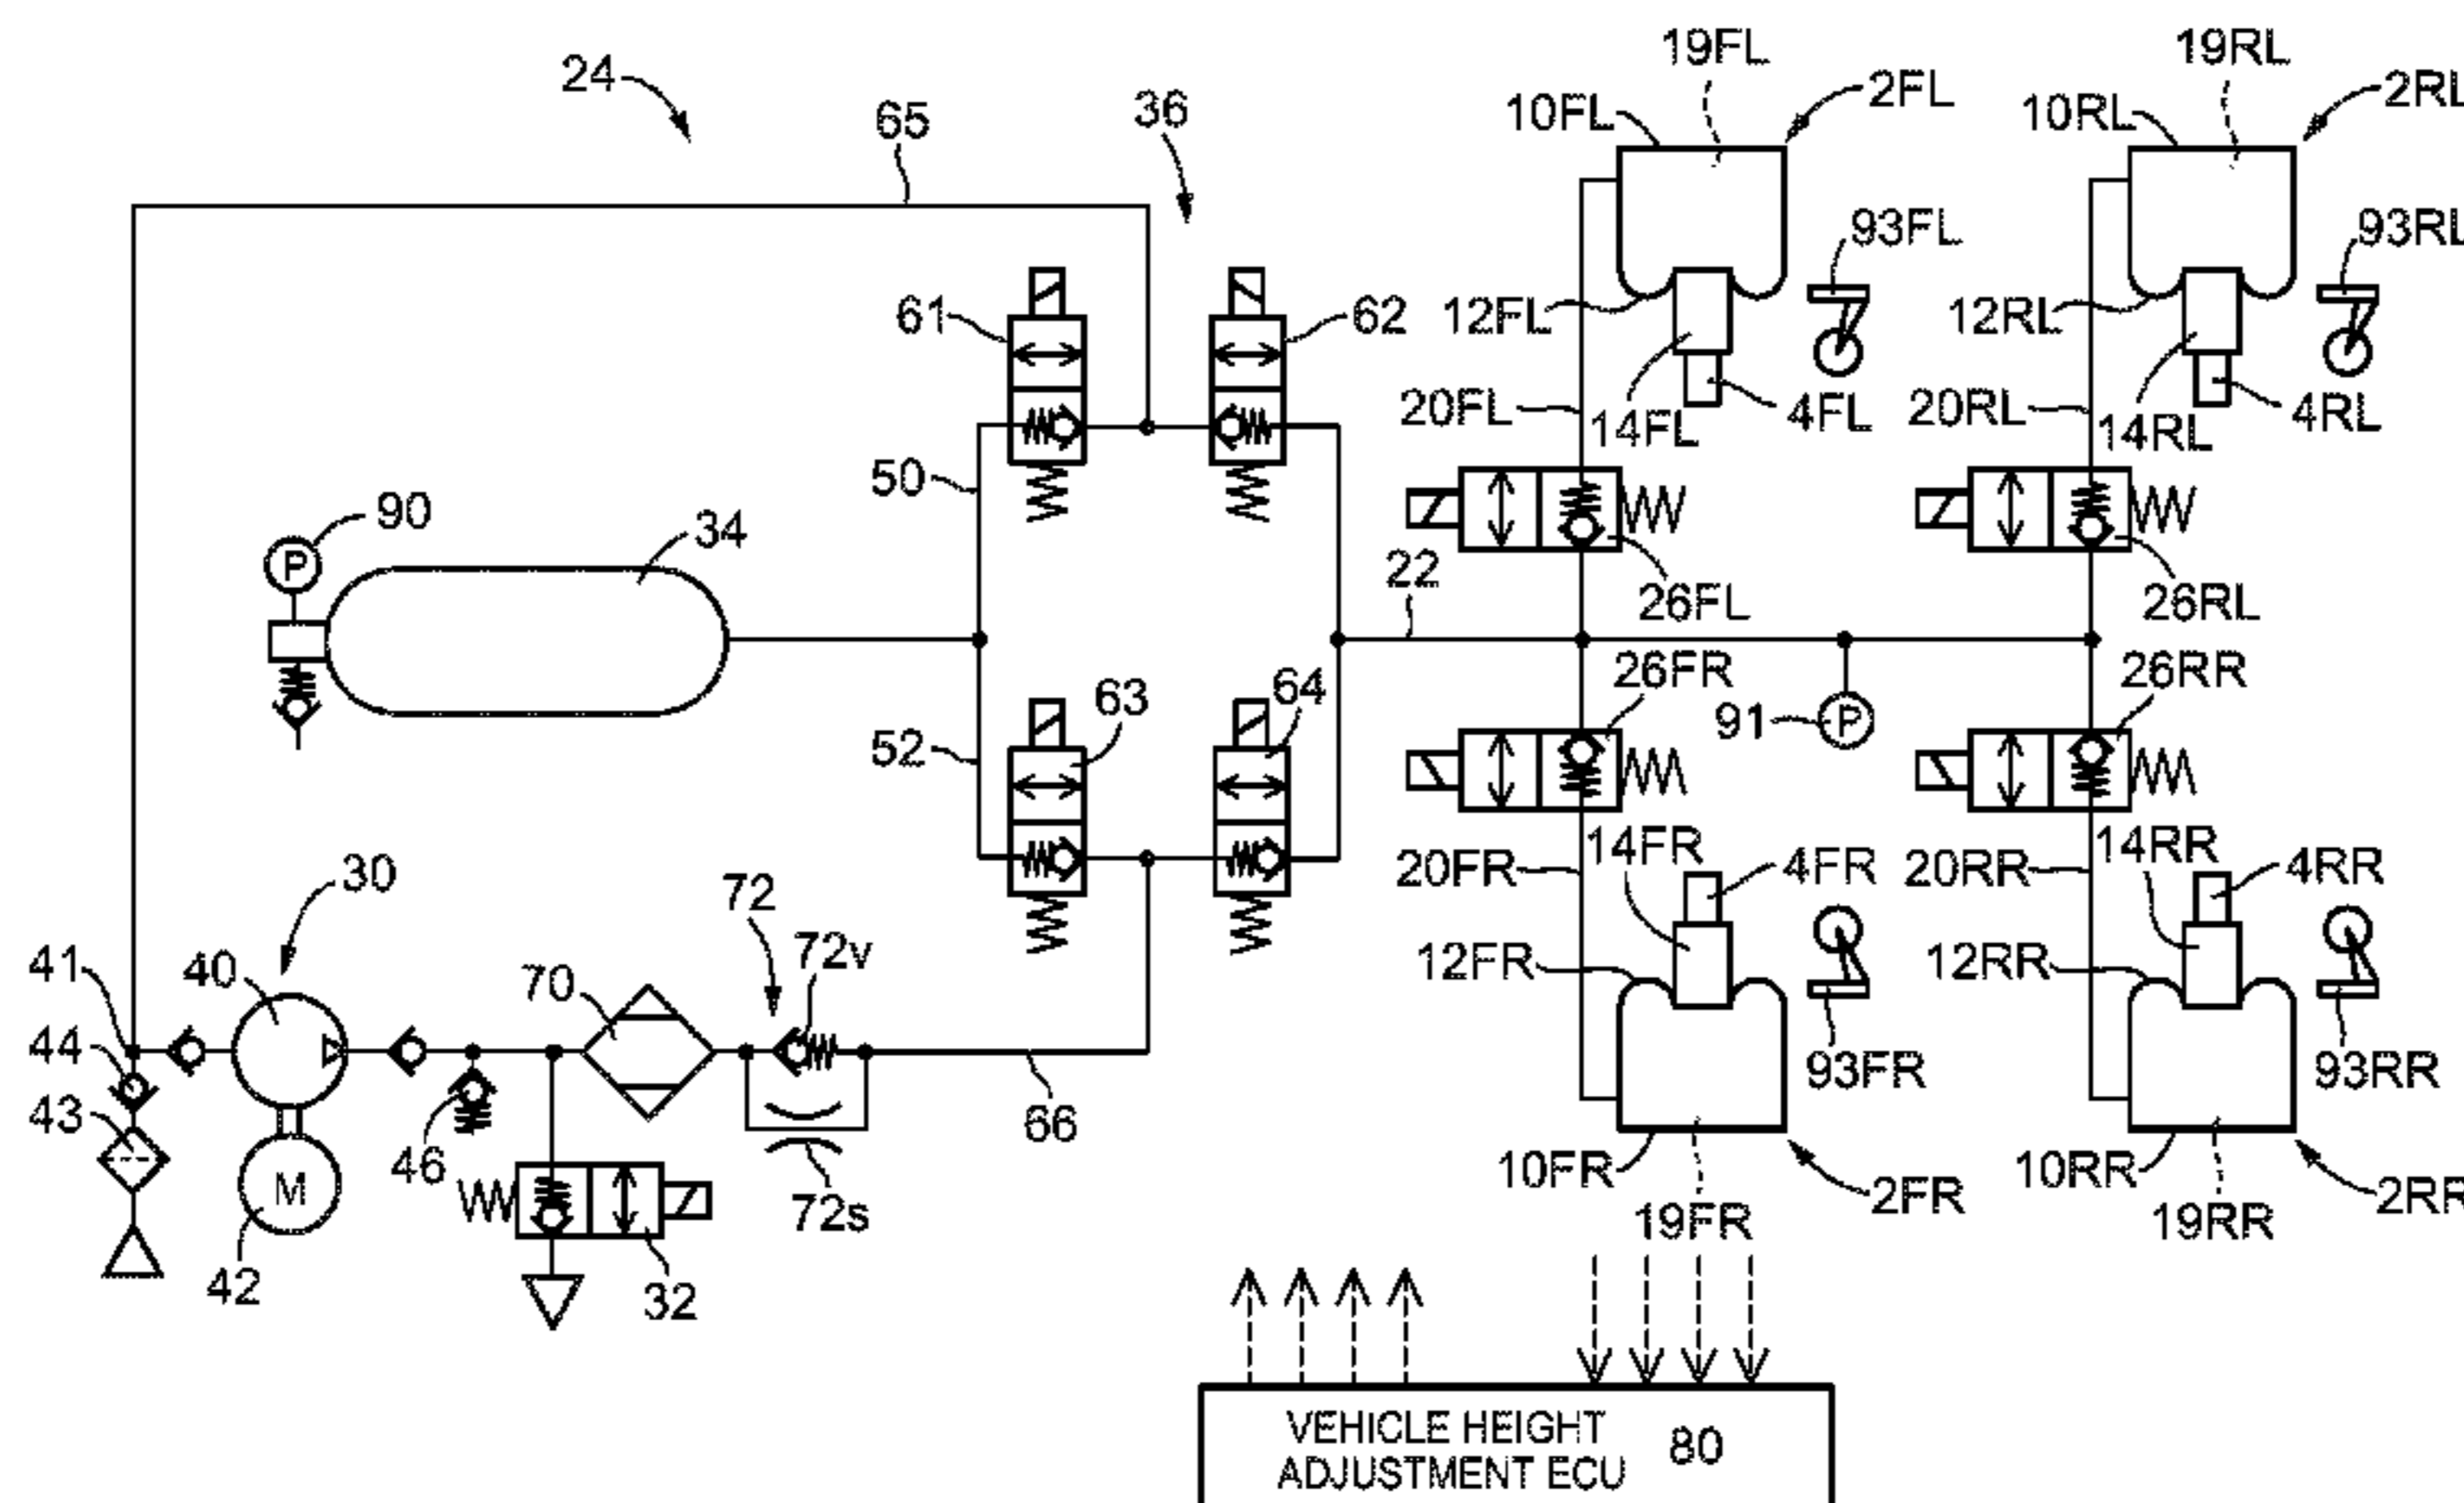 19FL
19RL
24
10FL
2FL
10RL
2RL
65
36
93FL
93RL
61
62
12FL
12RL
20FL
14FL
4FL
20RL
14RL
4RL
50
90
P
34
22
26FL
26RL
26FR
26RR
63
64
91
P
52
14FR
14RR
30
72
20FR
4FR
20RR
4RR
41
40
70
72v
12FR
12RR
44
93FR
93RR
43
46
66
M
10FR
2FR
10RR
2RR
72s
19FR
19RR
42
32
VEHICLE HEIGHT
ADJUSTMENT ECU
80